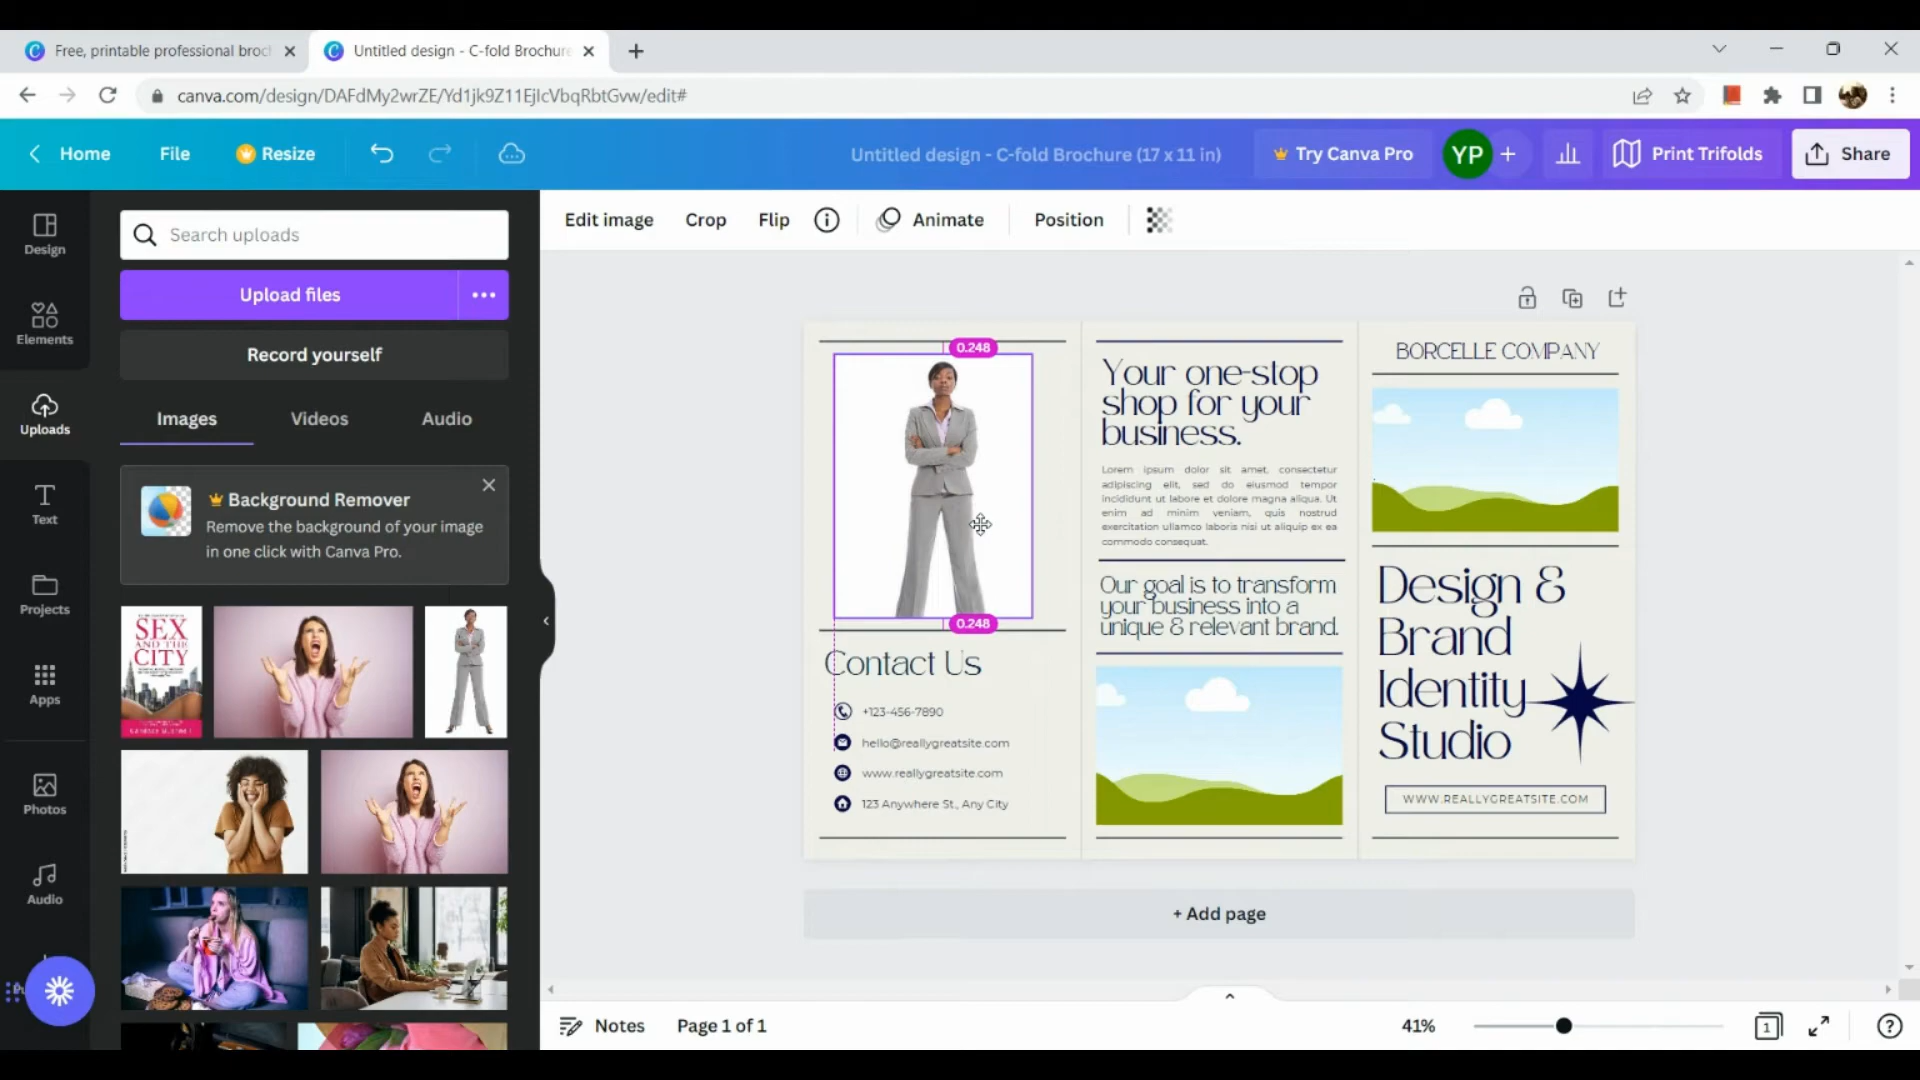 Free, printable professional broch
Untitled design - C-fold Brochure
canva.com/design/DAFdMy2wrZE/Yd1jk9Z11EjIcVbqRbtGvw/edit#
Home
File
Resize
Untitled design - C-fold Brochure (17 x 11 in)
Try Canva Pro
YP
+
Print Trifolds
Share
Design
Elements
Uploads
Text
Projects
Apps
Photos
Audio
Search uploads
Upload files
Record yourself
Images
Videos
Audio
Background Remover
Remove the background of your image
in one click with Canva Pro.
SEX
AND THE
CITY
Edit image
Crop
Flip
Animate
Position
0.248
0.248
Contact Us
+123-456-7890
hello@reallygreatsite.com
www.reallygreatsite.com
123 Anywhere St., Any City
Your one-stop
shop for your
business.
Lorem ipsum dolor sit amet, consectetur
adipiscing elit, sed do eiusmod tempor
incididunt ut labore et dolore magna aliqua. Ut
enim ad minim veniam, quis nostrud
exercitation ullamco laboris nisi ut aliquip ex ea
commodo consequat.
Our goal is to transform
your business into a
unique & relevant brand.
BORCELLE COMPANY
Design &
Brand
Identity
Studio
WWW.REALLYGREATSITE.COM
+ Add page
Notes
Page 1 of 1
41%
1